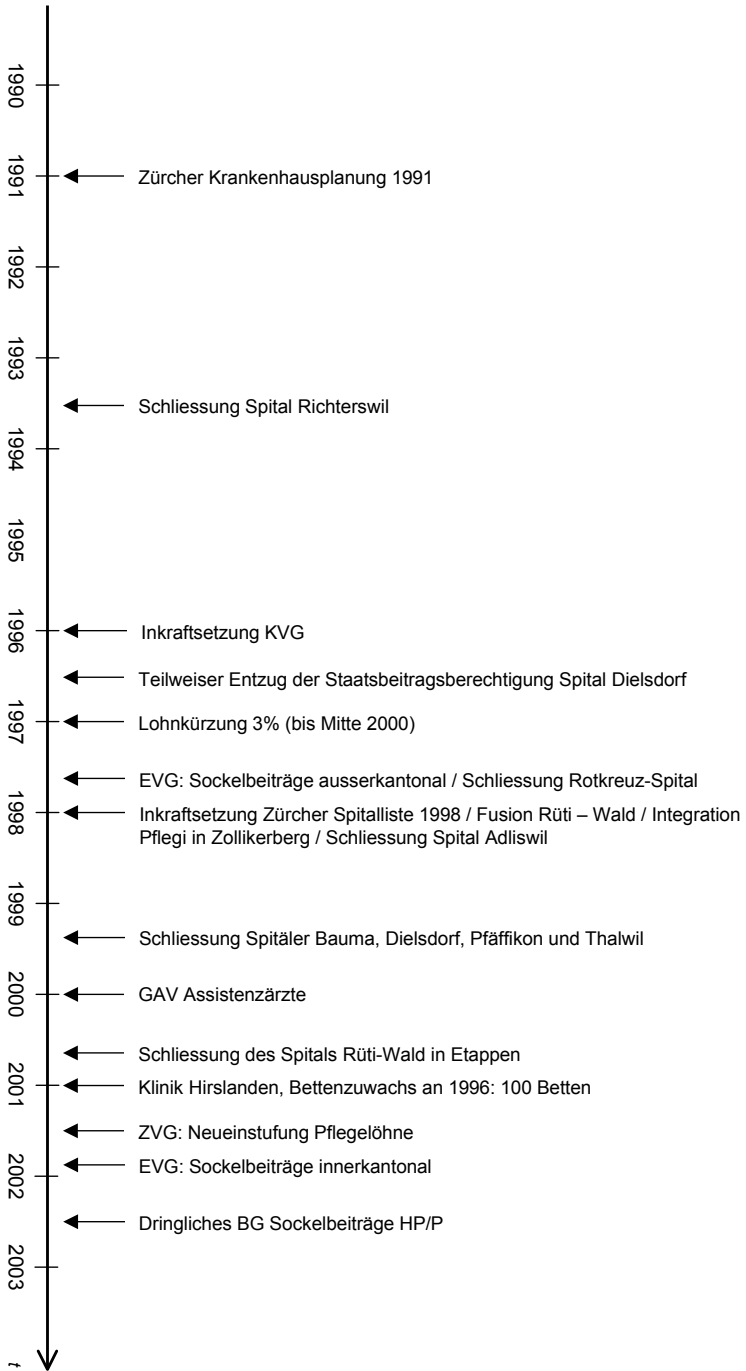 1990
1991
Zürcher Krankenhausplanung 1991
1992
1993
Schliessung Spital Richterswil
1994
1995
1996
Inkraftsetzung KVG
Teilweiser Entzug der Staatsbeitragsberechtigung Spital Dielsdorf
1997
Lohnkürzung 3% (bis Mitte 2000)
EVG: Sockelbeiträge ausserkantonal / Schliessung Rotkreuz-Spital
1998
Inkraftsetzung Zürcher Spitalliste 1998 / Fusion Rüti – Wald / Integration
Pflegi in Zollikerberg / Schliessung Spital Adliswil
1999
Schliessung Spitäler Bauma, Dielsdorf, Pfäffikon und Thalwil
2000
GAV Assistenzärzte
Schliessung des Spitals Rüti-Wald in Etappen
2001
Klinik Hirslanden, Bettenzuwachs an 1996: 100 Betten
ZVG: Neueinstufung Pflegelöhne
EVG: Sockelbeiträge innerkantonal
2002
Dringliches BG Sockelbeiträge HP/P
2003
t